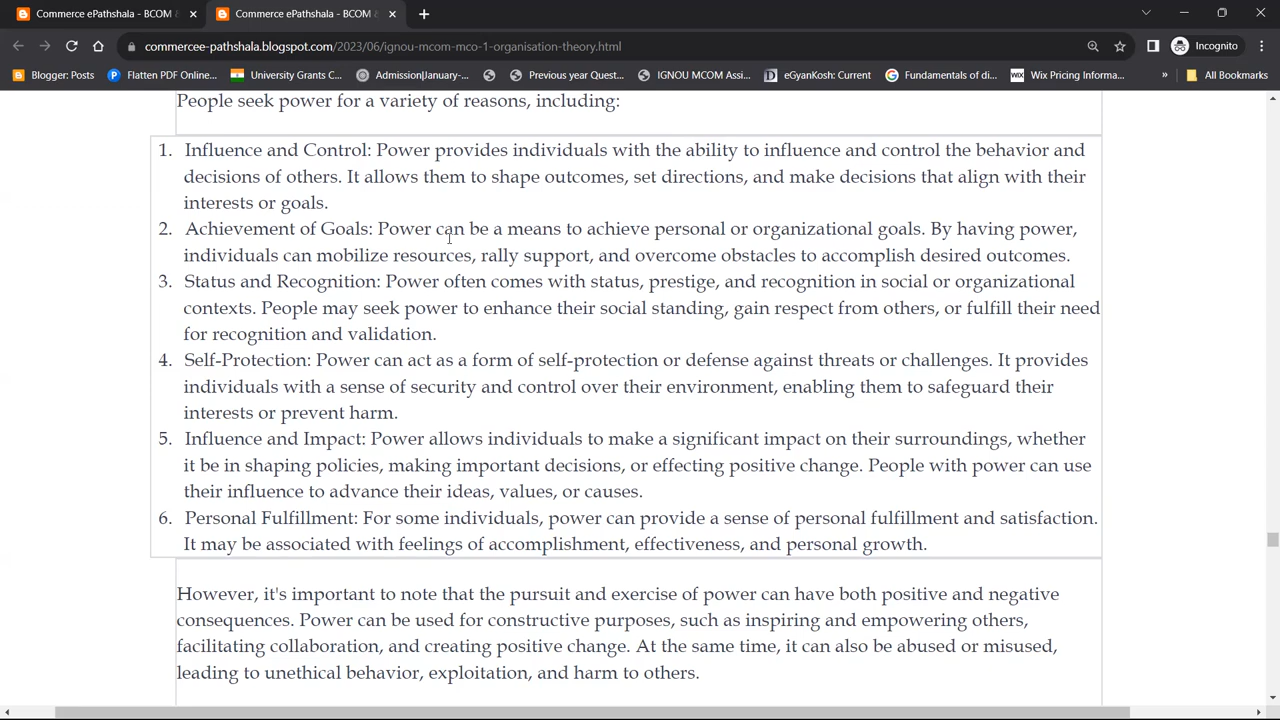 Commerce ePathshala - BCOM &
Commerce ePathshala - BCOM &
commercee-pathshala.blogspot.com/2023/06/ignou-mcom-mco-1-organisation-theory.html
Incognito
Blogger: Posts
Flatten PDF Online...
University Grants C...
AdmissionJanuary-...
Previous year Quest...
IGNOU MCOM Assi...
eGyanKosh: Current
Fundamentals of di...
WIX
Wix Pricing Informa...
»
All Bookmarks
People seek power for a variety of reasons, including:
1. Influence and Control: Power provides individuals with the ability to influence and control the behavior and
decisions of others. It allows them to shape outcomes, set directions, and make decisions that align with their
interests or goals.
2. Achievement of Goals: Power can be a means to achieve personal or organizational goals. By having power,
individuals can mobilize resources, rally support, and overcome obstacles to accomplish desired outcomes.
3. Status and Recognition: Power often comes with status, prestige, and recognition in social or organizational
contexts. People may seek power to enhance their social standing, gain respect from others, or fulfill their need
for recognition and validation.
4. Self-Protection: Power can act as a form of self-protection or defense against threats or challenges. It provides
individuals with a sense of security and control over their environment, enabling them to safeguard their
interests or prevent harm.
5. Influence and Impact: Power allows individuals to make a significant impact on their surroundings, whether
it be in shaping policies, making important decisions, or effecting positive change. People with power can use
their influence to advance their ideas, values, or causes.
6. Personal Fulfillment: For some individuals, power can provide a sense of personal fulfillment and satisfaction.
It may be associated with feelings of accomplishment, effectiveness, and personal growth.
However, it's important to note that the pursuit and exercise of power can have both positive and negative
consequences. Power can be used for constructive purposes, such as inspiring and empowering others,
facilitating collaboration, and creating positive change. At the same time, it can also be abused or misused,
leading to unethical behavior, exploitation, and harm to others.